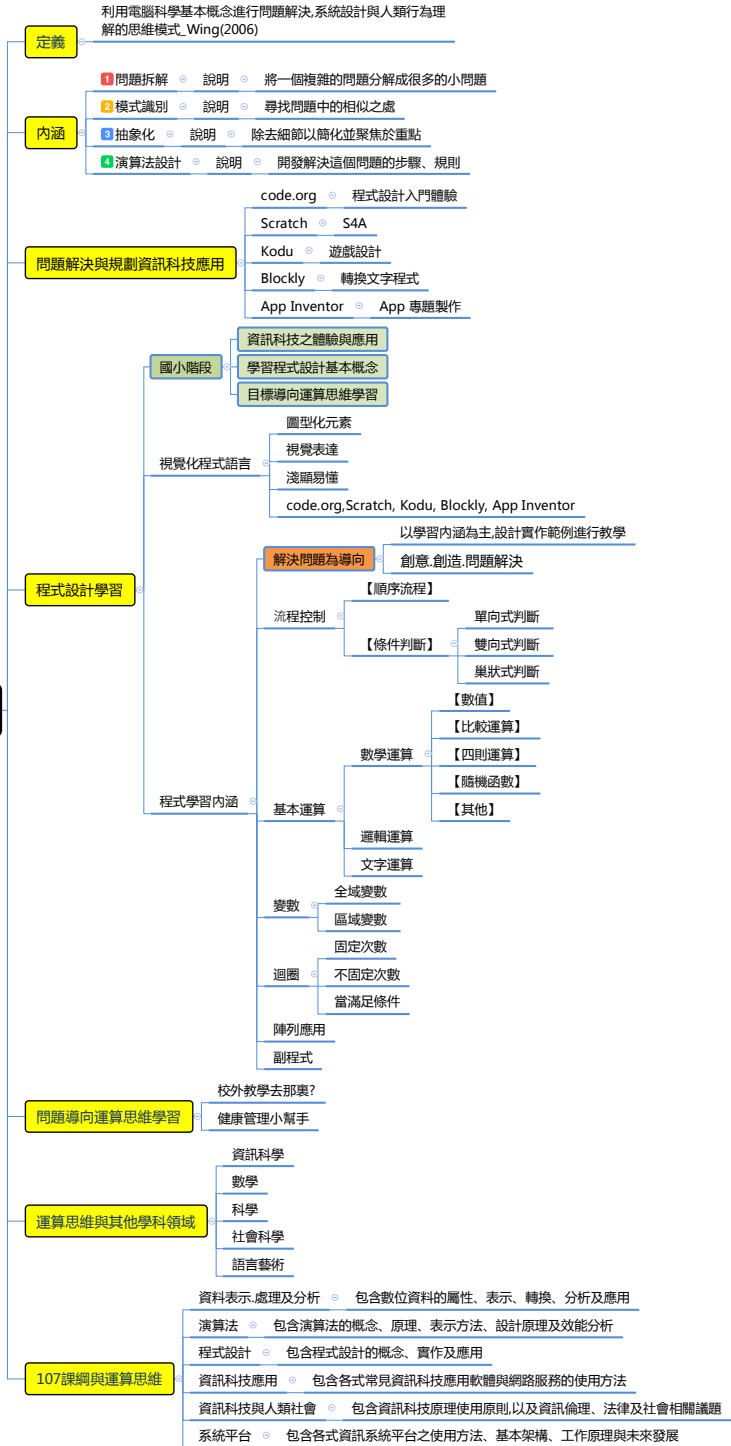 利用電腦科學基本概念進行問題解決,系統設計與人類行為理
解的思維模式_Wing(2006)
定義
內涵
1 問題拆解 說明 將一個複雜的問題分解成很多的小問題
2 模式識別 說明 尋找問題中的相似之處
3 抽象化 說明 除去細節以簡化並聚焦於重點
4 演算法設計 說明 開發解決這個問題的步驟、規則
問題解決與規劃資訊科技應用
code.org 程式設計入門體驗
Scratch S4A
Kodu 遊戲設計
Blockly 轉換文字程式
App Inventor App 專題製作
程式設計學習
國小階段
資訊科技之體驗與應用
學習程式設計基本概念
目標導向運算思維學習
視覺化程式語言
圖型化元素
視覺表達
淺顯易懂
code.org,Scratch, Kodu, Blockly, App Inventor
程式學習內涵
解決問題為導向
以學習內涵為主,設計實作範例進行教學
創意.創造.問題解決
流程控制
【順序流程】
【條件判斷】
單向式判斷
雙向式判斷
巢狀式判斷
基本運算
數學運算
【數值】
【比較運算】
【四則運算】
【隨機函數】
【其他】
邏輯運算
文字運算
變數
全域變數
區域變數
迴圈
固定次數
不固定次數
當滿足條件
陣列應用
副程式
問題導向運算思維學習
校外教學去那裏?
健康管理小幫手
運算思維與其他學科領域
資訊科學
數學
科學
社會科學
語言藝術
107課綱與運算思維
資料表示.處理及分析 包含數位資料的屬性、表示、轉換、分析及應用
演算法 包含演算法的概念、原理、表示方法、設計原理及效能分析
程式設計 包含程式設計的概念、實作及應用
資訊科技應用 包含各式常見資訊科技應用軟體與網路服務的使用方法
資訊科技與人類社會 包含資訊科技原理使用原則,以及資訊倫理、法律及社會相關議題
系統平台 包含各式資訊系統平台之使用方法、基本架構、工作原理與未來發展